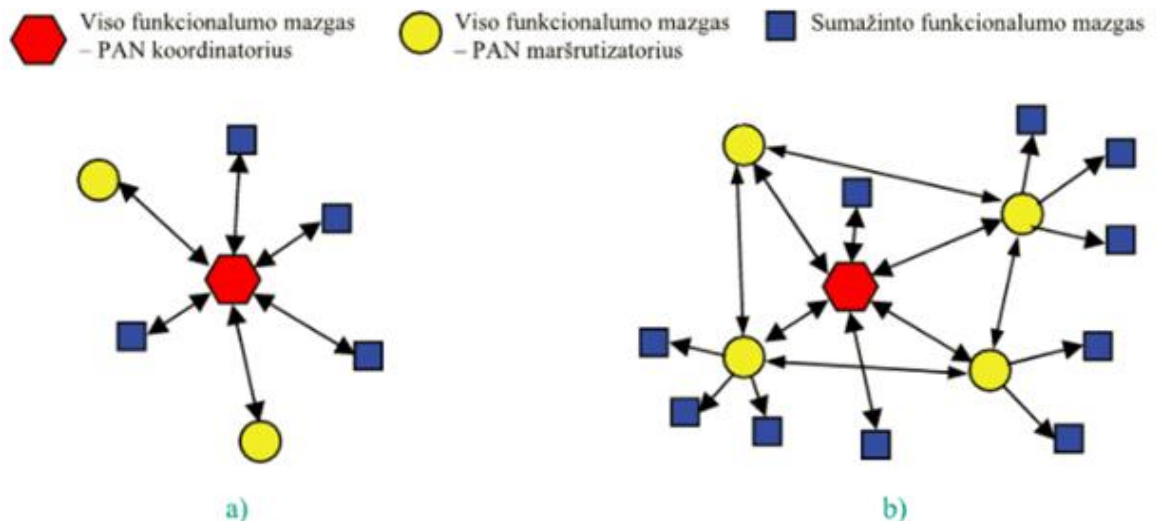 Viso funkcionalumo mazgas
– PAN koordinatorius
Viso funkcionalumo mazgas
– PAN maršrutizatorius
Sumažinto funkcionalumo mazgas
a)
b)